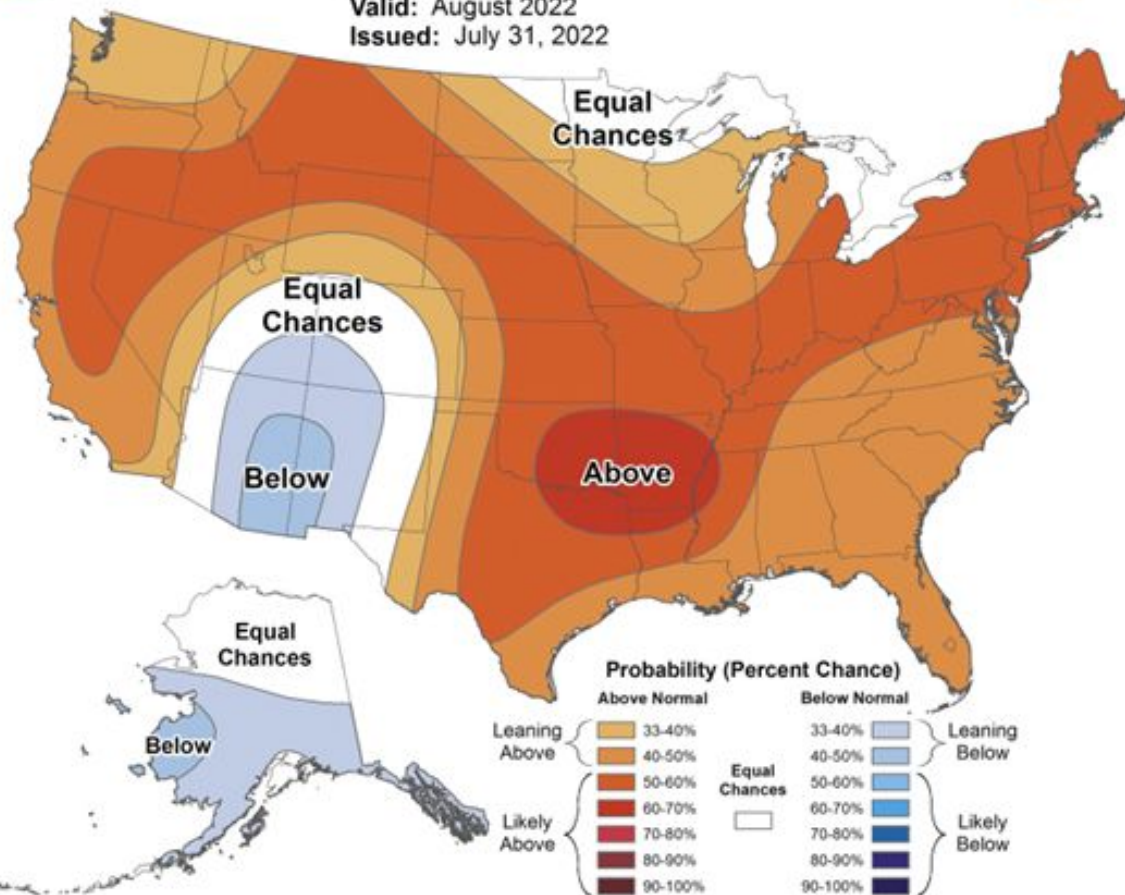 Valid: August 2022
Issued: July 31, 2022
Equal
Chances
Equal
Chances
Below
Above
Equal
Chances
Below
Probability (Percent Chance)
Above Normal
Below Normal
Leaning
Above
33-40%
40-50%
Likely
Above
50-60%
60-70%
70-80%
80-90%
90-100%
Equal
Chances
33-40%
40-50%
Leaning
Below
50-60%
60-70%
70-80%
80-90%
90-100%
Likely
Below